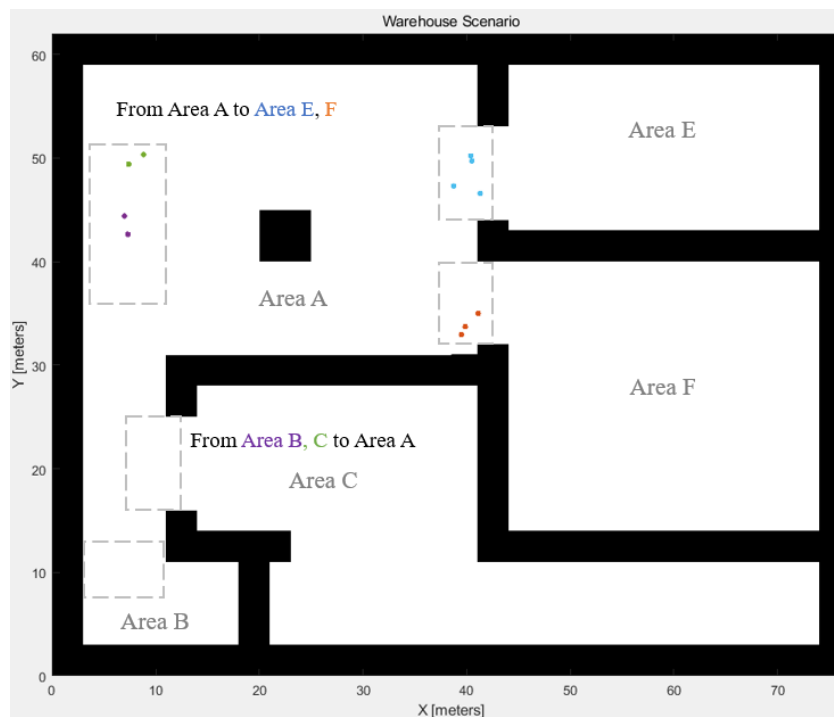 Warehouse Scenario
60
From Area A to Area E, F
Area E
50
40
Area A
Y [meters]
30
Area F
From Area B, C to Area A
20
Area C
10
Area B
0
0 10 20 30 40 50 60 70
X [meters]